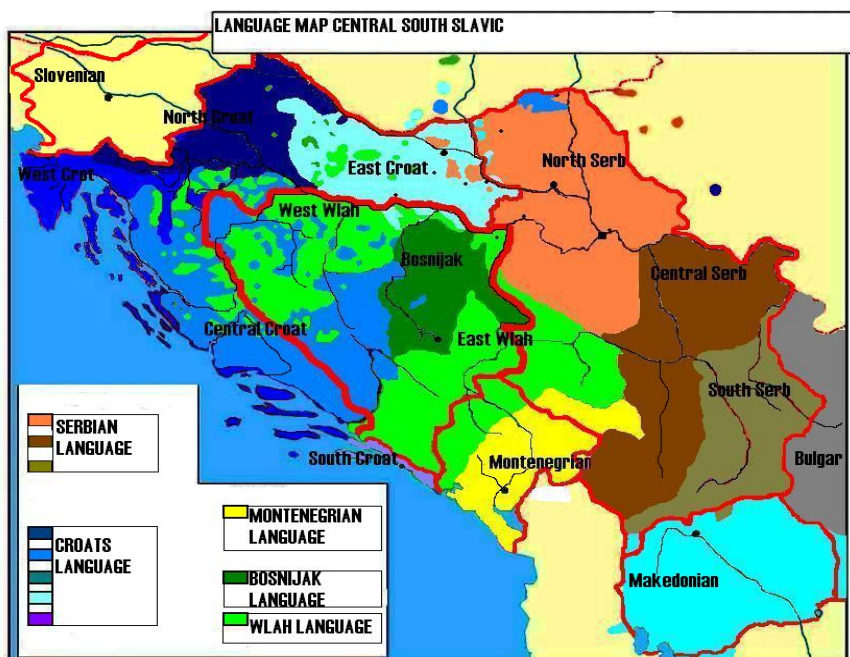 LANGUAGE MAP CENTRAL SOUTH SLAVIC
Slovenian
North Croat
West Crot
East Croat
North Serb
West Wlah
Bosnijak
Central Serb
Central Croat
East Wlah
South Serb
South Croat
Montenegrian
Bulgar
Makedonian
SERBIAN
LANGUAGE
CROATS
LANGUAGE
MONTENEGRIAN
LANGUAGE
BOSNIJAK
LANGUAGE
WLAH LANGUAGE